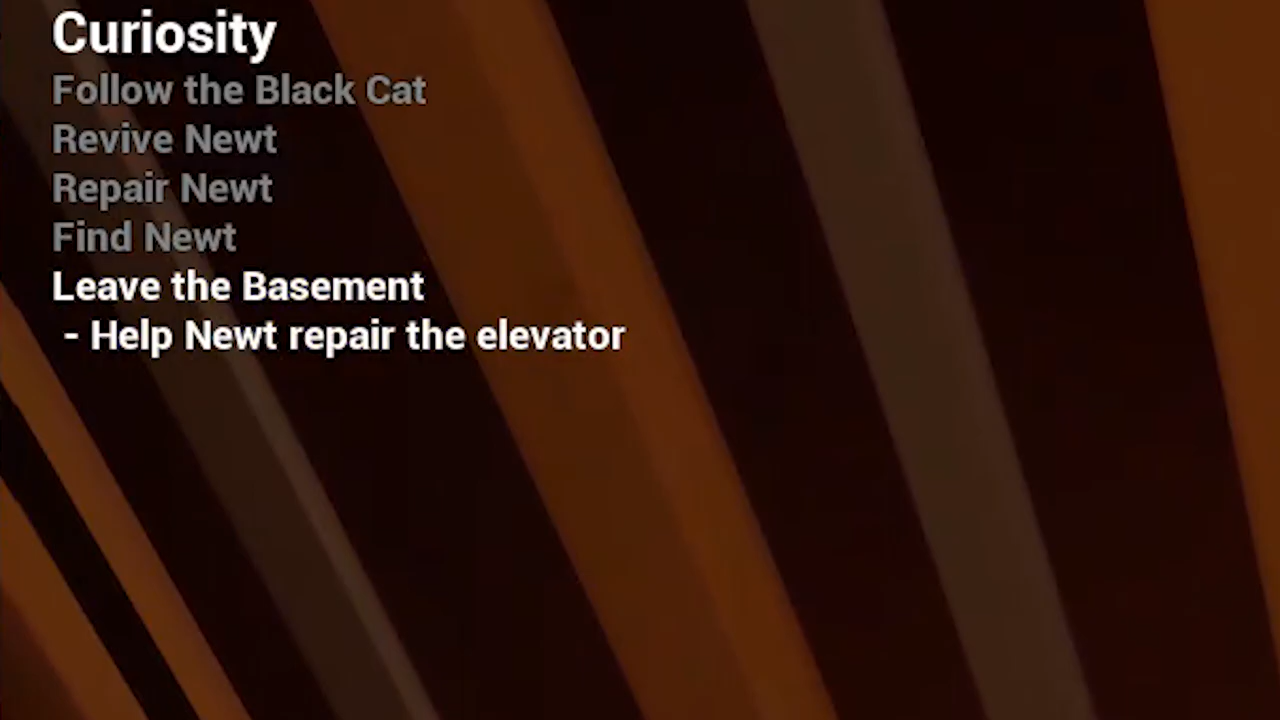 Curiosity
Follow the Black Cat
Revive Newt
Repair Newt
Find Newt
Leave the Basement
- Help Newt repair the elevator